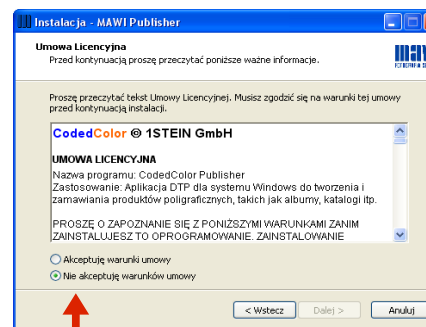 Instalacja - MAWI Publisher
Umowa Licencyjna
Przed kontynuacją proszę przeczytać poniższe ważne informacje.
Proszę przeczytać tekst Umowy Licencyjnej. Musisz zgodzić się na warunki tej umowy
przed kontynuacją instalacji.
CodedColor © 1STEIN GmbH
UMOWA LICENCYJNA
Nazwa programu: CodedColor Publisher
Zastosowanie: Aplikacja DTP dla systemu Windows do tworzenia i
zamawiania produktów poligraficznych, takich jak albumy, katalogi itp.
PROSZĘ O ZAPOZNANIE SIĘ Z PONIŻSZYMI WARUNKAMI ZANIM
ZAINSTALUJESZ TO OPROGRAMOWANIE. ZAINSTALOWANIE
Akceptuję warunki umowy
Nie akceptuję warunków umowy
< Wstecz
Dalej >
Anuluj